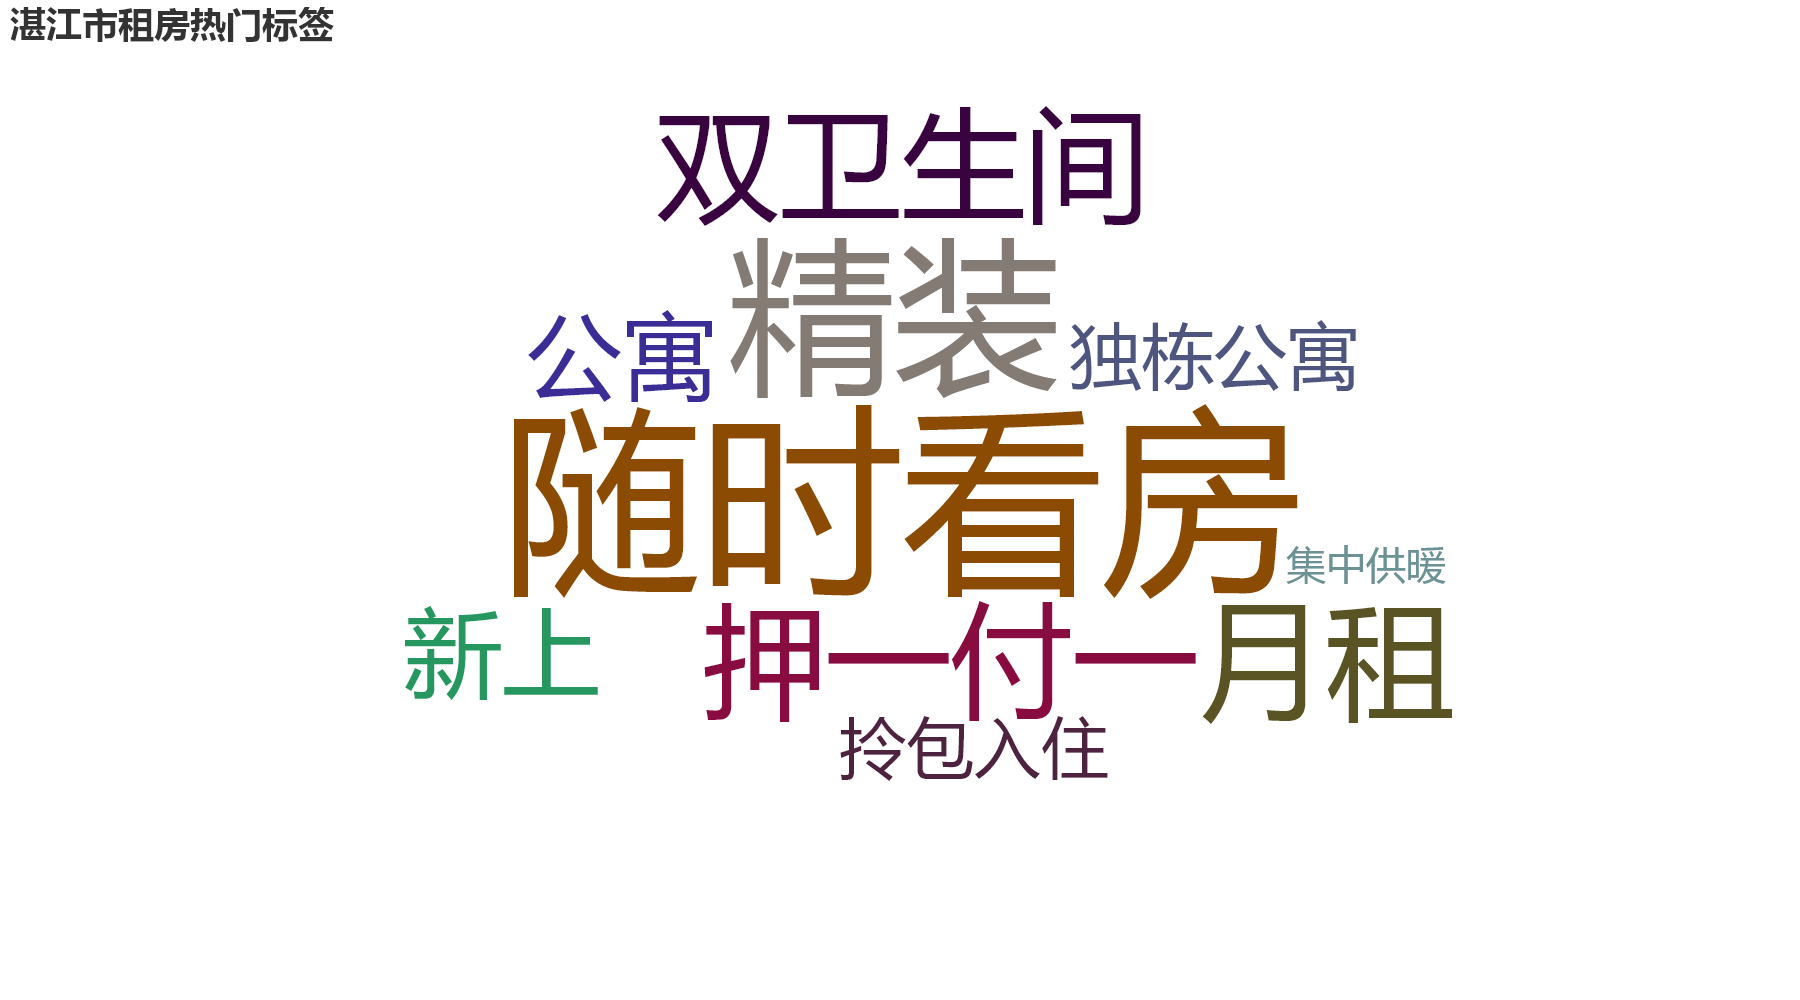 湛江市租房热门标签
双卫生间
精装
公寓
独栋公寓
随时看房
集中供暖
新上
押一付一
月租
拎包入住